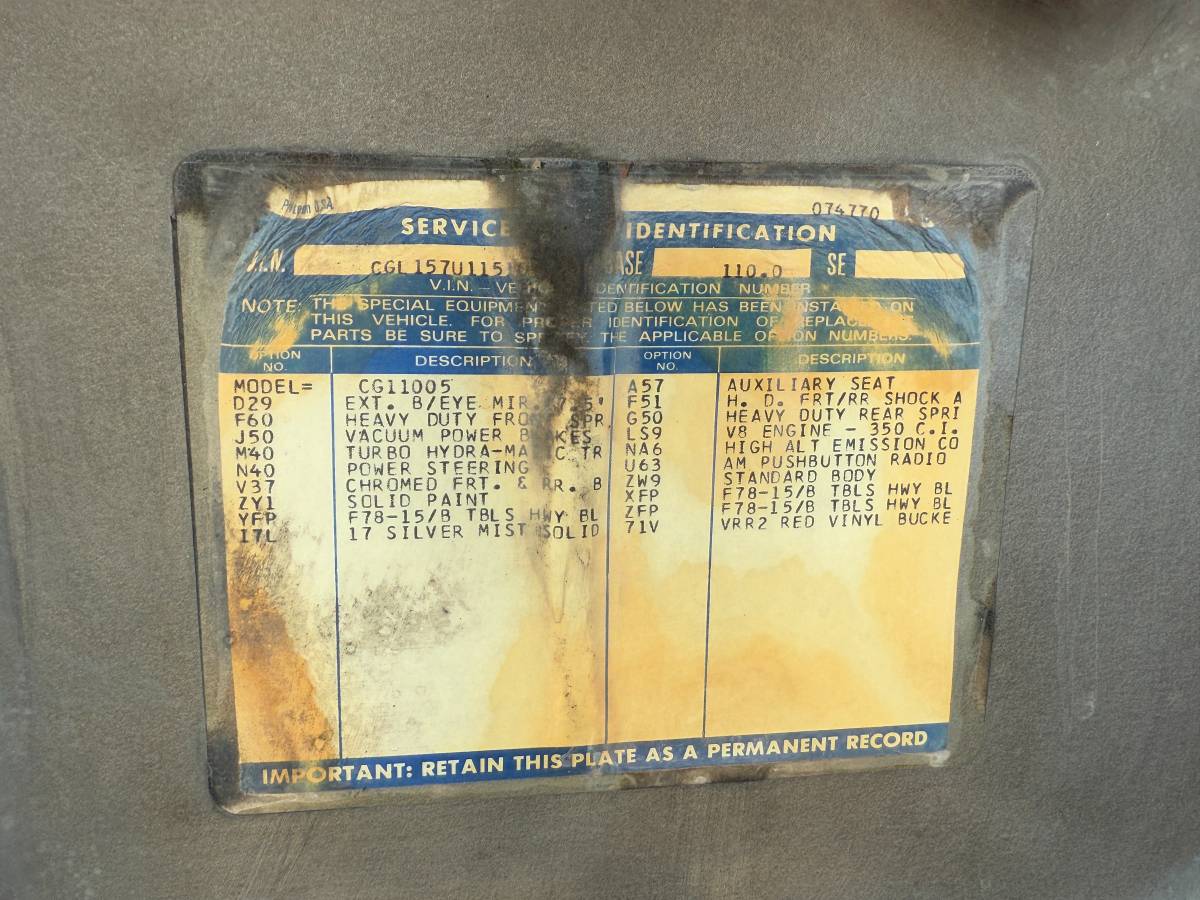 074770
SERVICE IDENTIFICATION
V.I.N. CGL157U115 110.0 SE
V.I.N. – IDENTIFICATION NUMBER
NOTE: THE SPECIAL EQUIPMENT BELOW HAS BEEN ON
THIS VEHICLE. FOR PROPER IDENTIFICATION OF
PARTS BE SURE TO SPECIFY THE APPLICABLE OPTION NUMBERS.
OPTION NO. DESCRIPTION OPTION NO. DESCRIPTION
MODEL= CG11005 A57 AUXILIARY SEAT
D29 EXT. B/EYE MIR. F51 H. D. FRT/RR SHOCK A
F60 HEAVY DUTY FRONT SPR G50 HEAVY DUTY REAR SPRI
J50 VACUUM POWER BRAKES LS9 V8 ENGINE - 350 C.I.
M40 TURBO HYDRA-MATIC TR NA6 HIGH ALT EMISSION CO
N40 POWER STEERING U63 AM PUSHBUTTON RADIO
V37 CHROMED FRT. & RR. B ZW9 STANDARD BODY
ZY1 SOLID PAINT XFP F78-15/B TBLS HWY BL
YFP F78-15/B TBLS HWY BL ZFP F78-15/B TBLS HWY BL
17L 17 SILVER MIST SOLID 71V VRR2 RED VINYL BUCKE
IMPORTANT: RETAIN THIS PLATE AS A PERMANENT RECORD